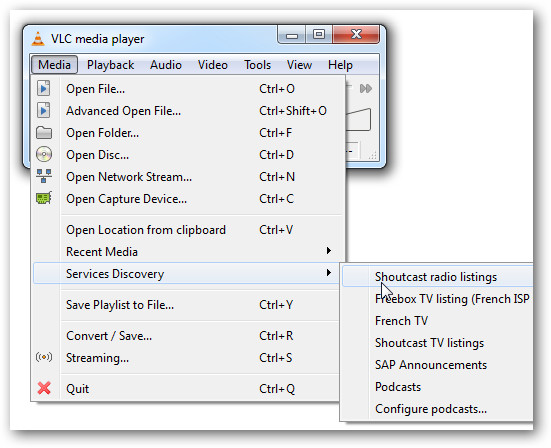 VLC media player
Media Playback Audio Video Tools View Help
Open File... Ctrl+O
Advanced Open File... Ctrl+Shift+O
Open Folder... Ctrl+F
Open Disc... Ctrl+D
Open Network Stream... Ctrl+N
Open Capture Device... Ctrl+C
Open Location from clipboard Ctrl+V
Recent Media
Services Discovery
Save Playlist to File... Ctrl+Y
Convert / Save... Ctrl+R
Streaming... Ctrl+S
Quit Ctrl+Q
Shoutcast radio listings
Freebox TV listing (French ISP
French TV
Shoutcast TV listings
SAP Announcements
Podcasts
Configure podcasts...